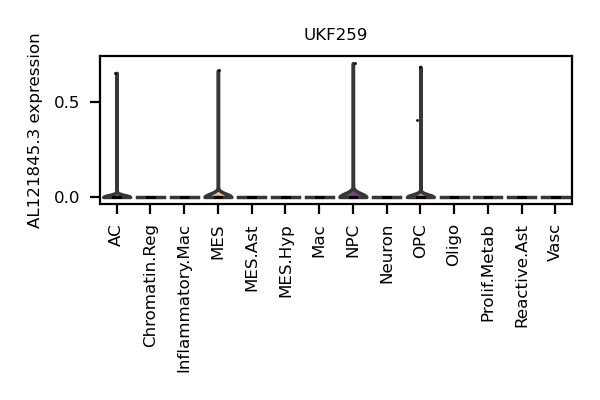 UKF259
AL121845.3 expression
0.5
0.0
AC
Chromatin.Reg
Inflammatory.Mac
MES
MES.Ast
MES.Hyp
Mac
NPC
Neuron
OPC
Oligo
Prolif.Metab
Reactive.Ast
Vasc